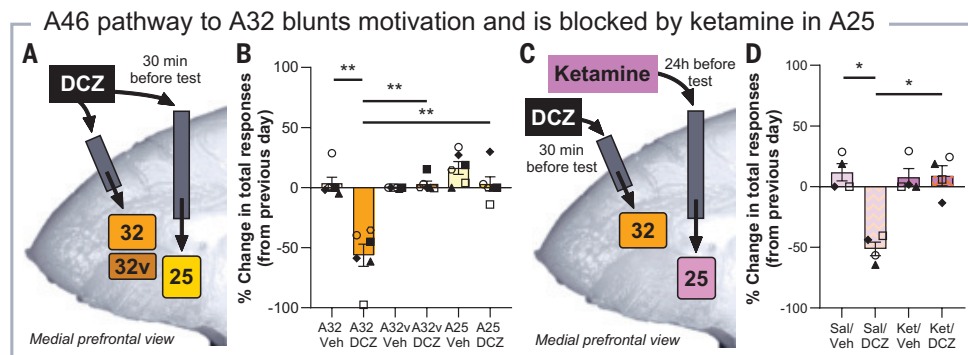 A46 pathway to A32 blunts motivation and is blocked by ketamine in A25
A
DCZ
30 min
before test
32
32v
25
Medial prefrontal view
B
% Change in total responses
(from previous day)
100
50
0
-50
-100
**
**
**
A32
Veh
A32
DCZ
A32v
Veh
A32v
DCZ
A25
Veh
A25
DCZ
C
Ketamine
24h before
test
DCZ
30 min
before test
32
25
Medial prefrontal view
D
% Change in total responses
(from previous day)
100
50
0
-50
-100
*
*
Sal/
Veh
Sal/
DCZ
Ket/
Veh
Ket/
DCZ